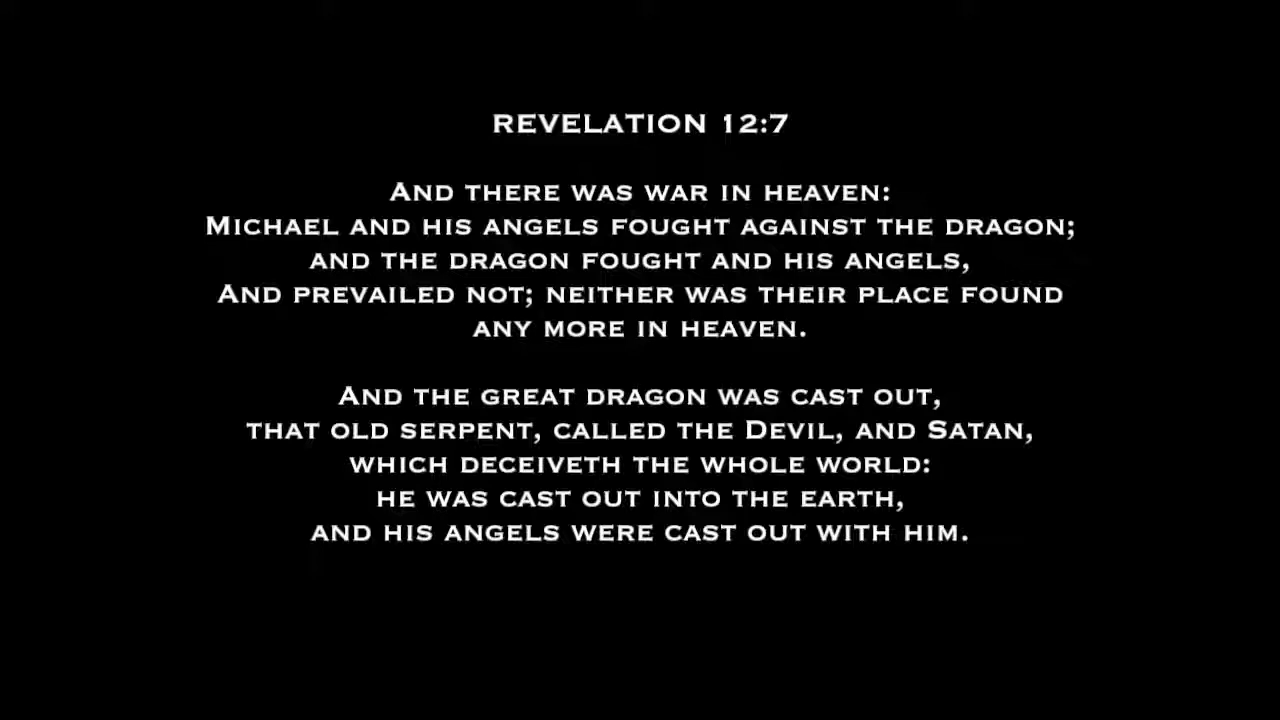 REVELATION 12:7
And there was war in heaven:
Michael and his angels fought against the dragon;
and the dragon fought and his angels,
And prevailed not; neither was their place found
any more in heaven.
And the great dragon was cast out,
that old serpent, called the Devil, and Satan,
which deceiveth the whole world:
he was cast out into the earth,
and his angels were cast out with him.